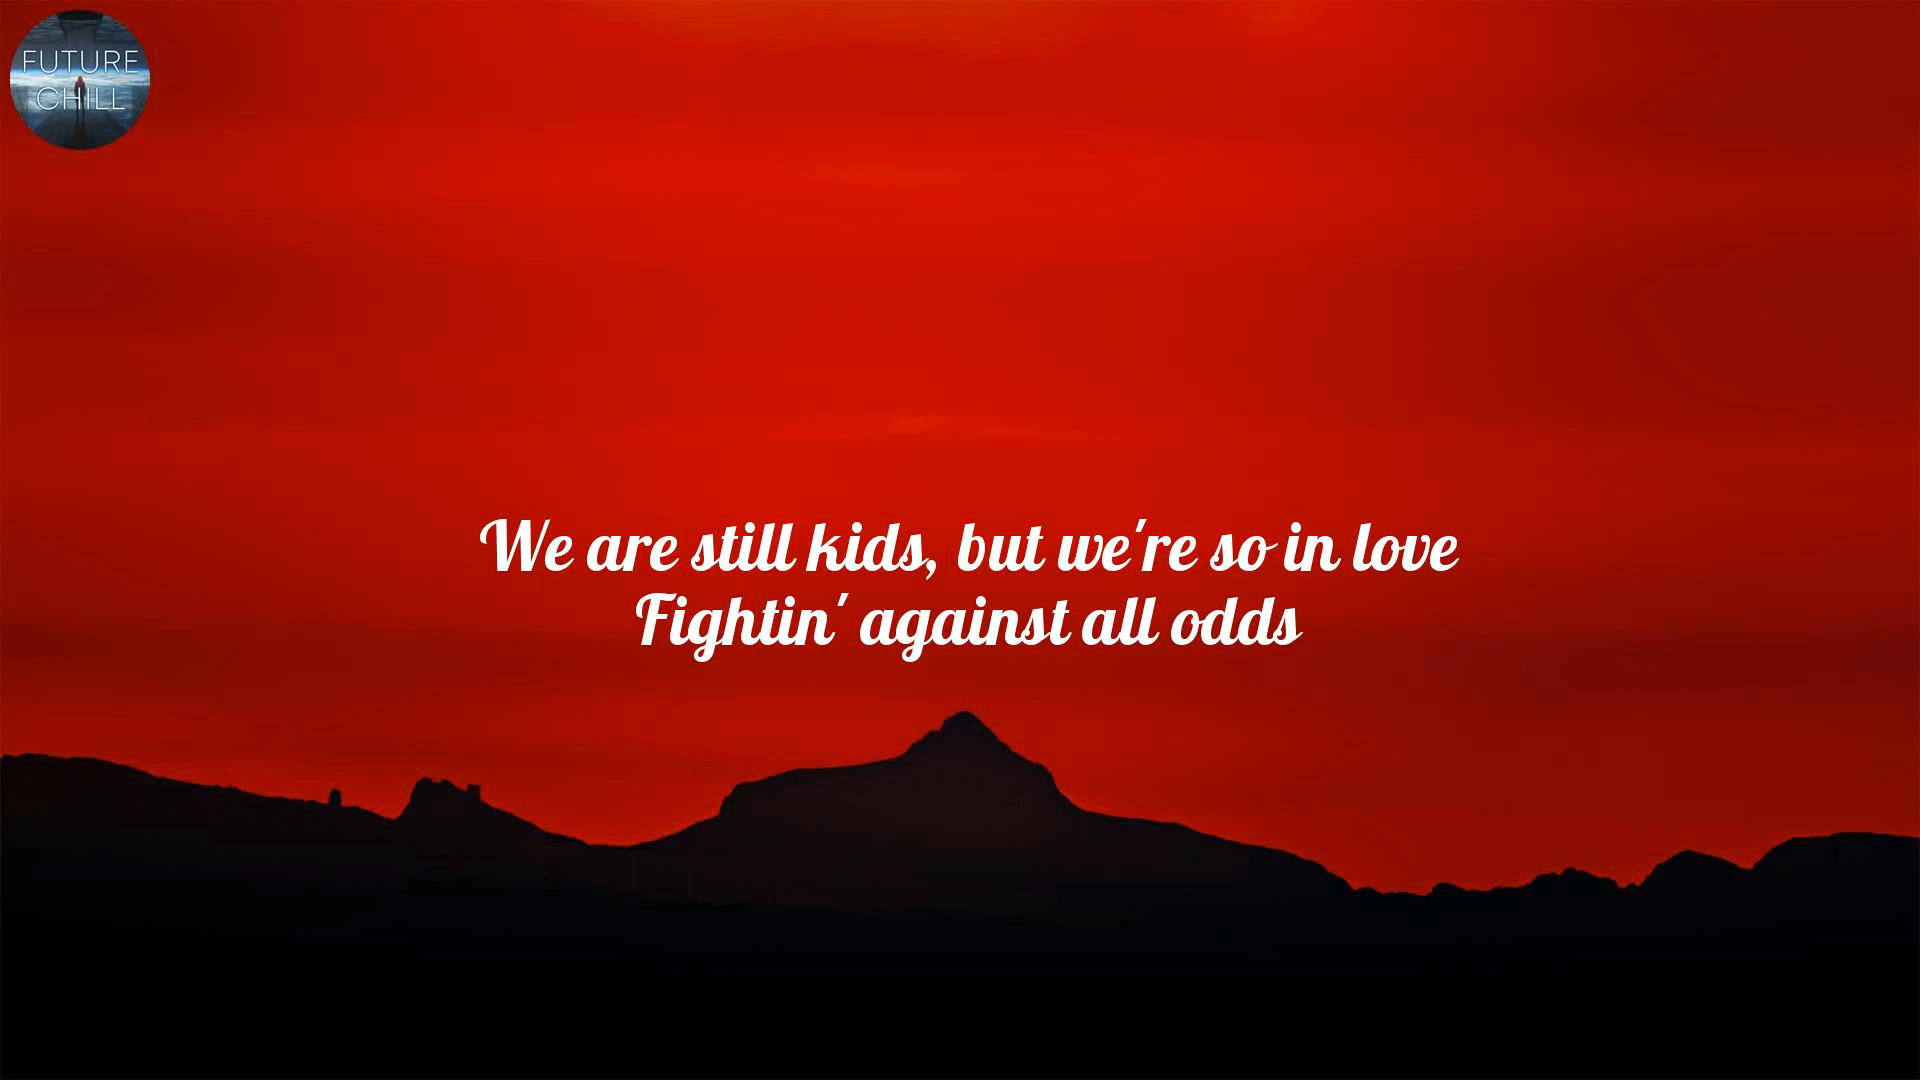 FUTURE
CHILL
We are still kids, but we're so in love
Fightin' against all odds